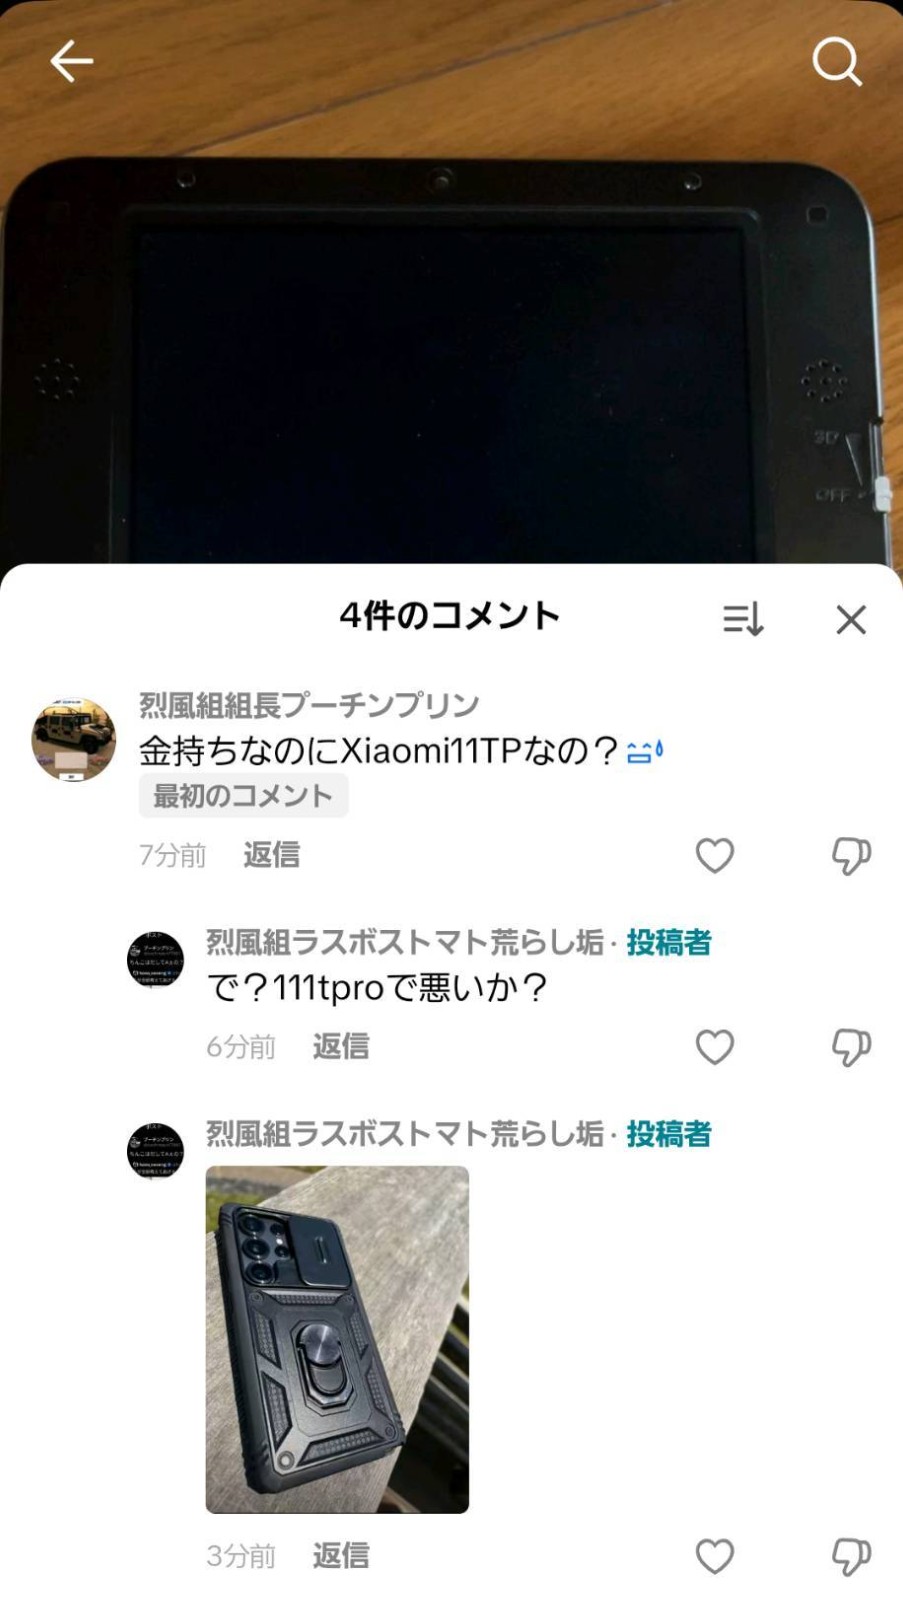 3D
OFF
4件のコメント
烈風組組長プーチンプリン
金持ちなのにXiaomi11TPなの？
最初のコメント
7分前 返信
烈風組ラスボストマト荒らし垢 · 投稿者
で？111tproで悪いか？
6分前 返信
烈風組ラスボストマト荒らし垢 · 投稿者
3分前 返信